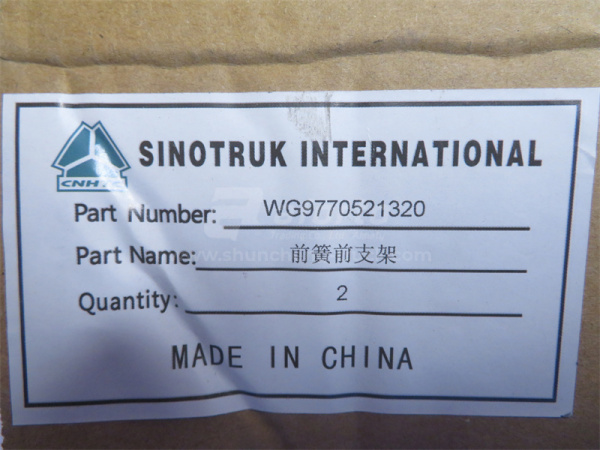 SINOTRUK INTERNATIONAL
CNHTC
Part Number: WG9770521320
Part Name: 前簧前支架
Quantity: 2
MADE IN CHINA